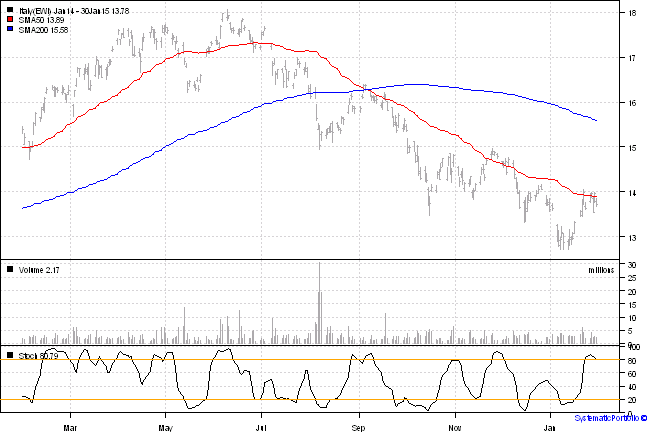 Italy(EWI) Jan14 - 30Jan15 13.78
SMA50 13.89
SMA200 15.58
18
17
16
15
14
13
Volume 2.17
millions
30
25
20
15
10
5
Stoch 80.79
100
80
60
40
20
0
Mar May Jul Sep Nov Jan
SystematicPortfolio ©